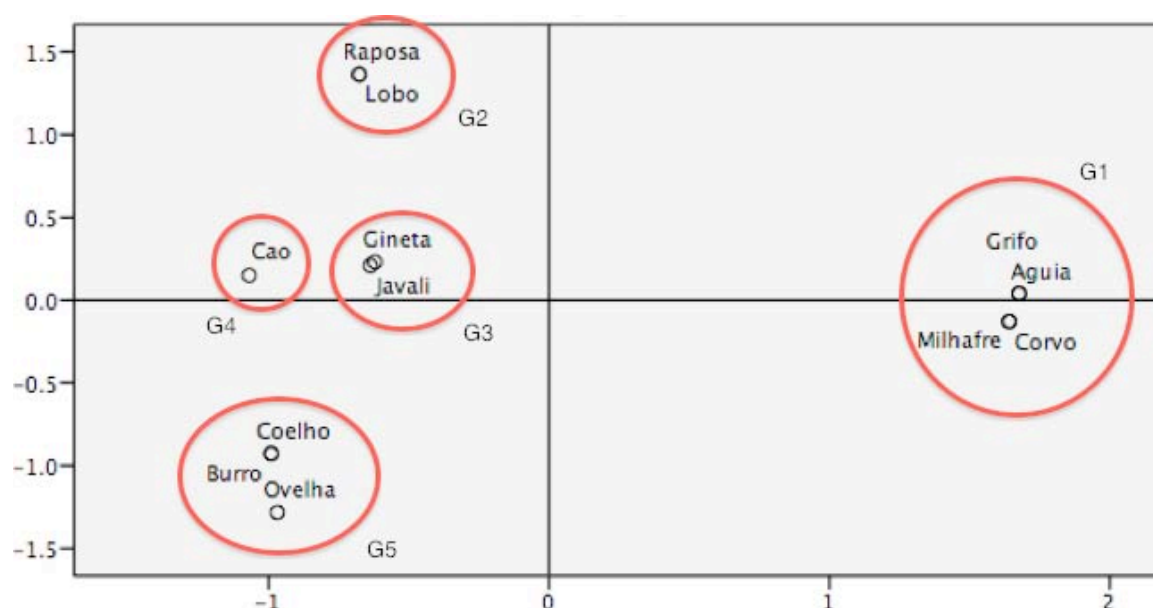 1.5
Raposa
Lobo
G2
1.0
G1
0.5
Cao
Gineta
Grifo
Aguia
Javali
0.0
G4
G3
Milhafre
Corvo
-0.5
Coelho
-1.0
Burro
Ovelha
-1.5
G5
-1
0
1
2